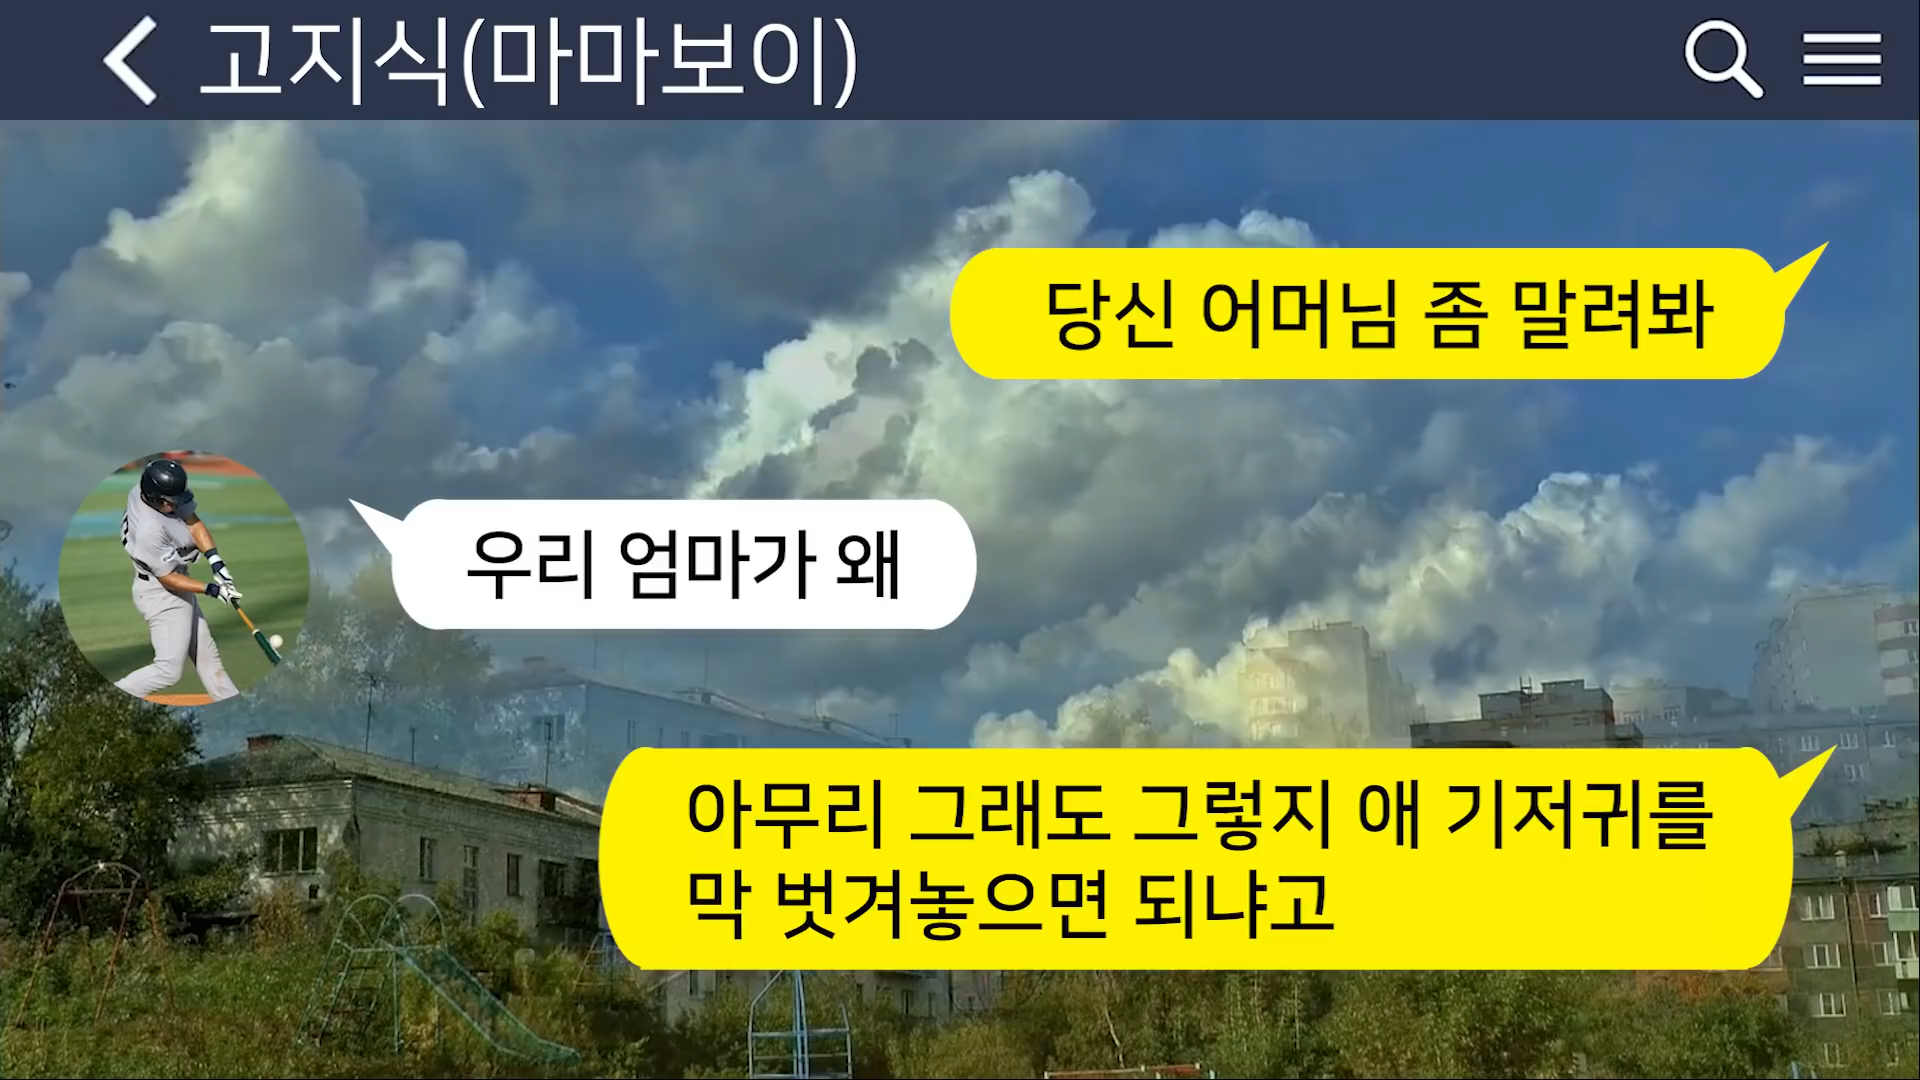 고지식(마마보이)
당신 어머님 좀 말려봐
우리 엄마가 왜
아무리 그래도 그렇지 애 기저귀를
막 벗겨놓으면 되냐고